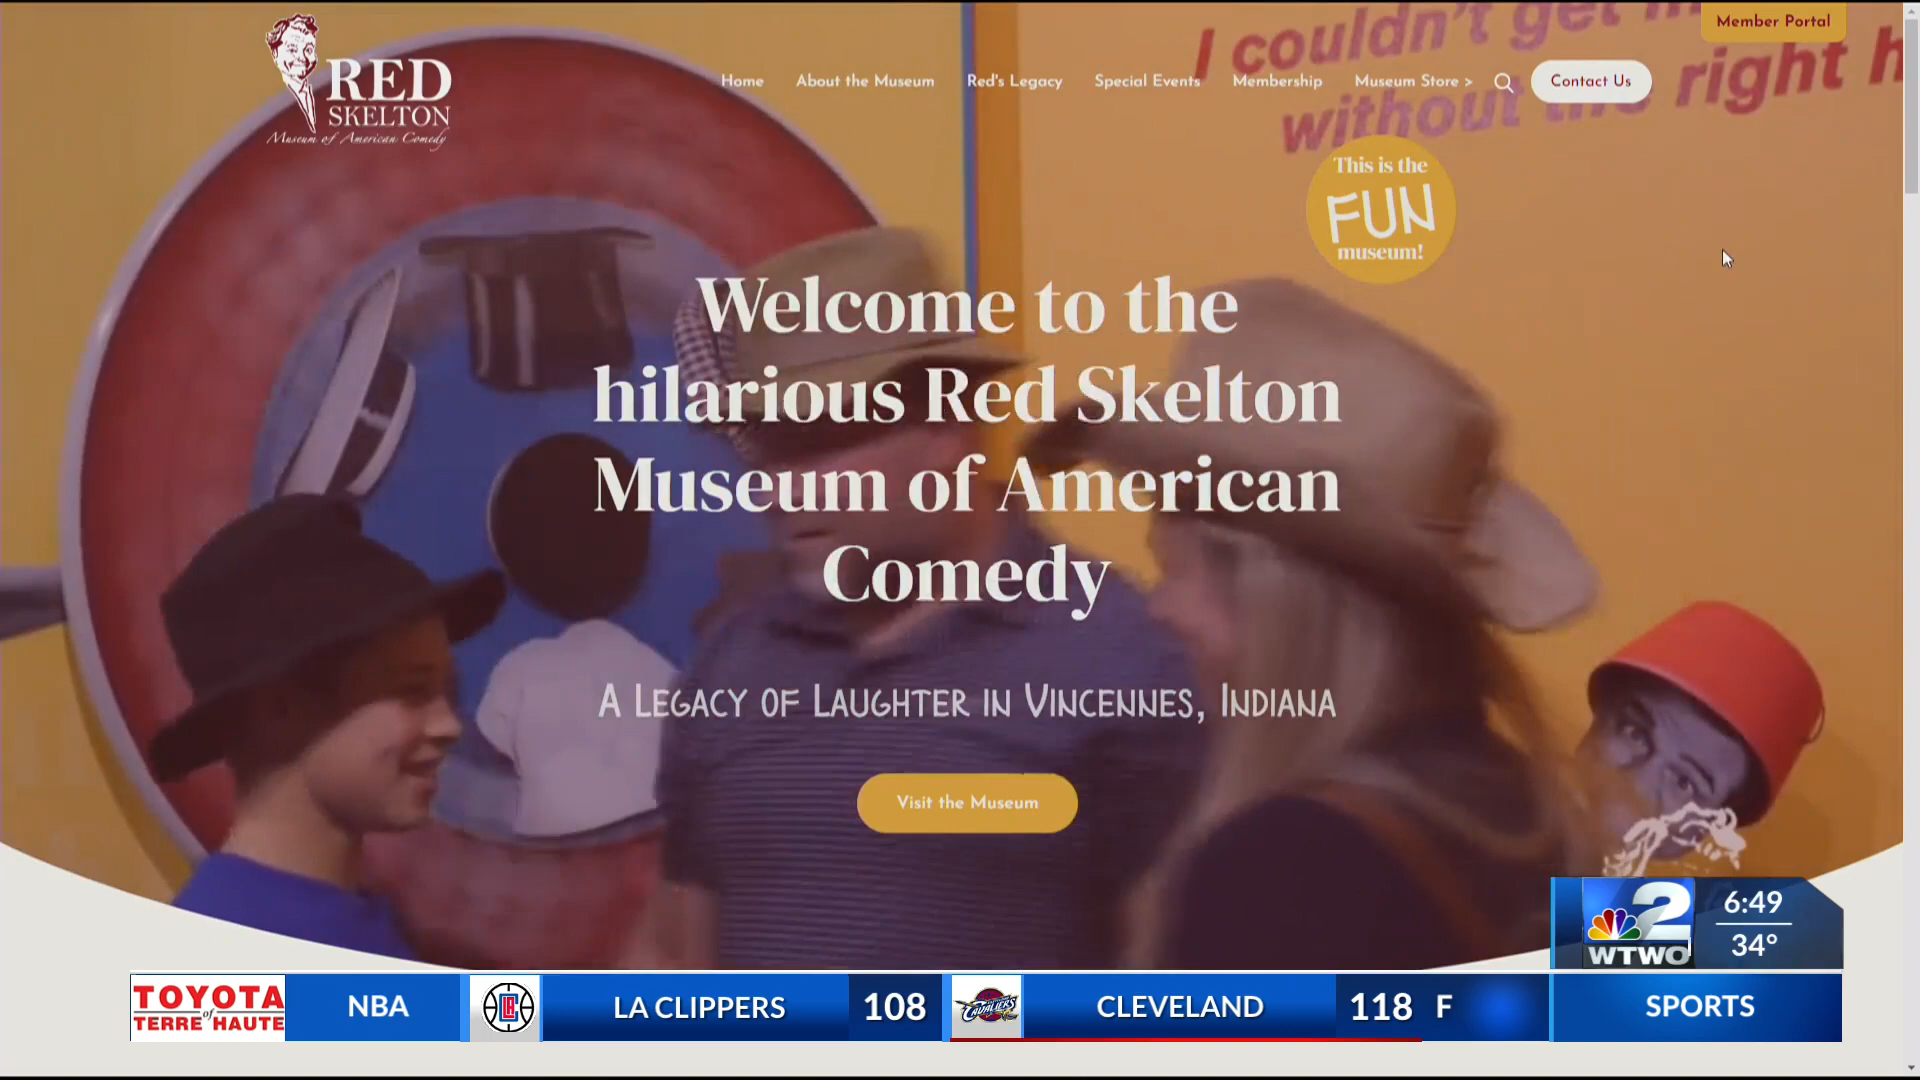 Member Portal
RED
SKELTON
Museum of American Comedy
Home
About the Museum
Red's Legacy
Special Events
Membership
Museum Store >
Contact Us
I couldn't get
without the right
This is the
FUN
museum!
Welcome to the
hilarious Red Skelton
Museum of American
Comedy
A Legacy of Laughter in Vincennes, Indiana
Visit the Museum
2
WTWO
6:49
34°
TOYOTA
of
TERRE HAUTE
NBA
LA CLIPPERS
108
CAVALIERS
CLEVELAND
118
F
SPORTS